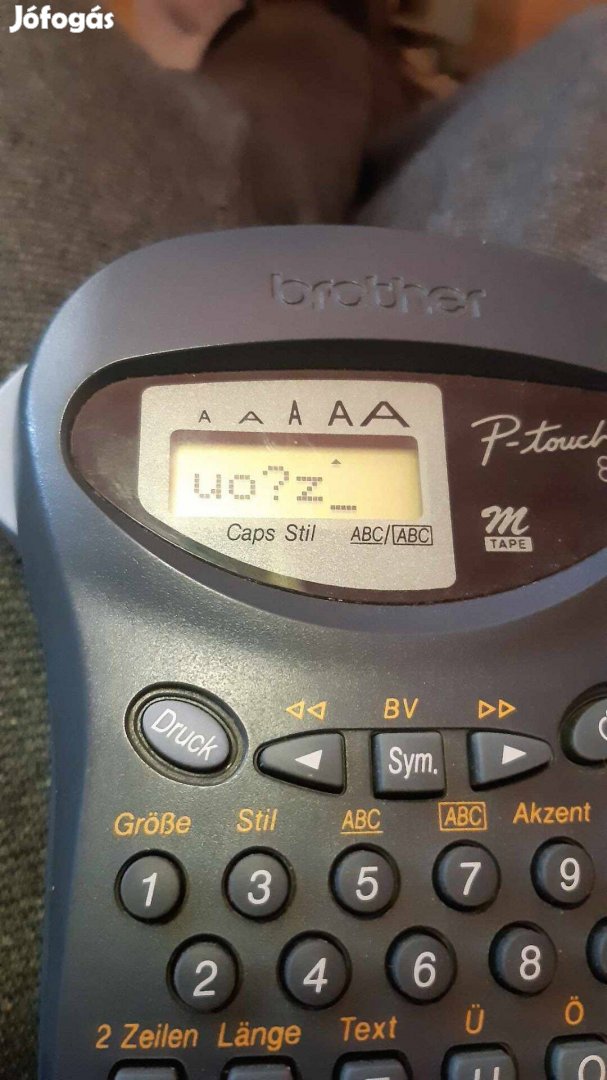 Jófogás
brother
A A A A A
P-touch
uo?z_
M
TAPE
Caps Stil ABC/ABC
BV
Druck Sym.
Größe Stil ABC ABC Akzent
1 3 5 7 9
2 4 6 8
2 Zeilen Länge Text Ü Ö